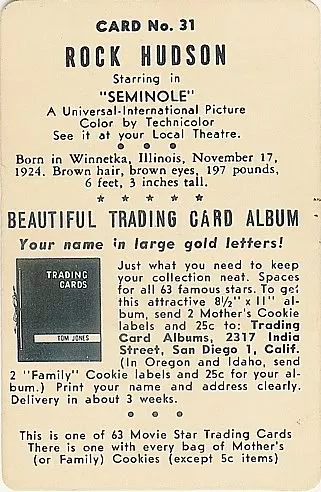 CARD No. 31
ROCK HUDSON
Starring in
"SEMINOLE"
A Universal-International Picture
Color by Technicolor
See it at your Local Theatre.
Born in Winnetka, Illinois, November 17,
1924. Brown hair, brown eyes, 197 pounds,
6 feet, 3 inches tall.
BEAUTIFUL TRADING CARD ALBUM
Your name in large gold letters!
TRADING
CARDS
TOM JONES
Just what you need to keep
your collection neat. Spaces
for all 63 famous stars. To get
this attractive 8½" x 11" al-
bum, send 2 Mother's Cookie
labels and 25c to: Trading
Card Albums, 2317 India
Street, San Diego 1, Calif.
(In Oregon and Idaho, send
2 "Family" Cookie labels and 25c for your al-
bum.) Print your name and address clearly.
Delivery in about 3 weeks.
This is one of 63 Movie Star Trading Cards
There is one with every bag of Mother's
(or Family) Cookies (except 5c items)